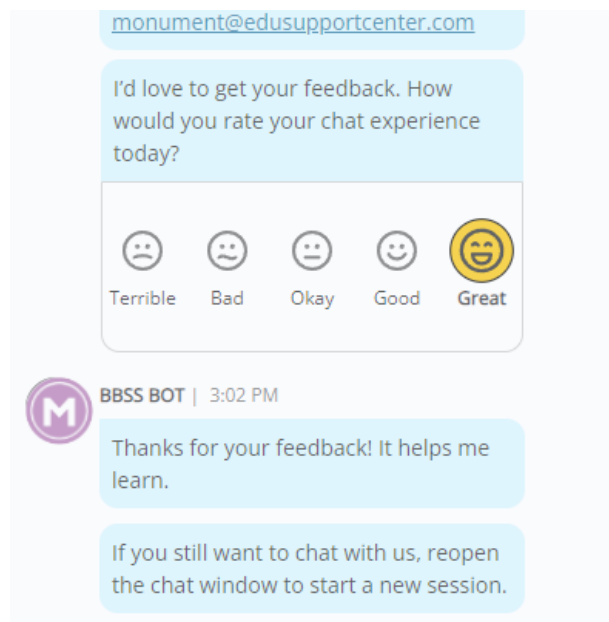 monument@edusupportcenter.com
I'd love to get your feedback. How
would you rate your chat experience
today?
Terrible Bad Okay Good Great
M
BBSS BOT | 3:02 PM
Thanks for your feedback! It helps me
learn.
If you still want to chat with us, reopen
the chat window to start a new session.